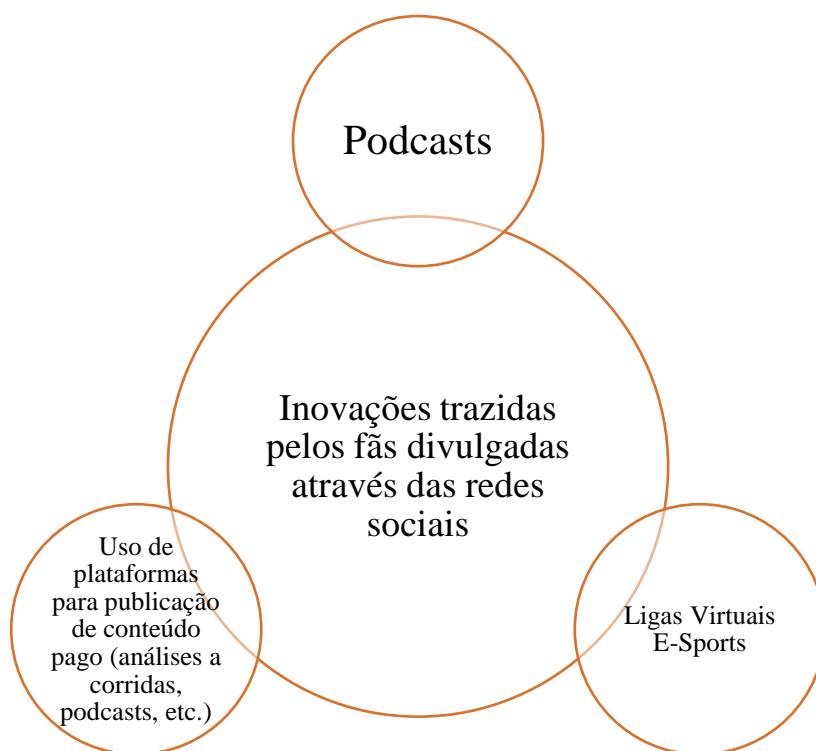 Podcasts
Inovações trazidas
pelos fãs divulgadas
através das redes
sociais
Uso de
plataformas
para publicação
de conteúdo
pago (análises a
corridas,
podcasts, etc.)
Ligas Virtuais
E-Sports